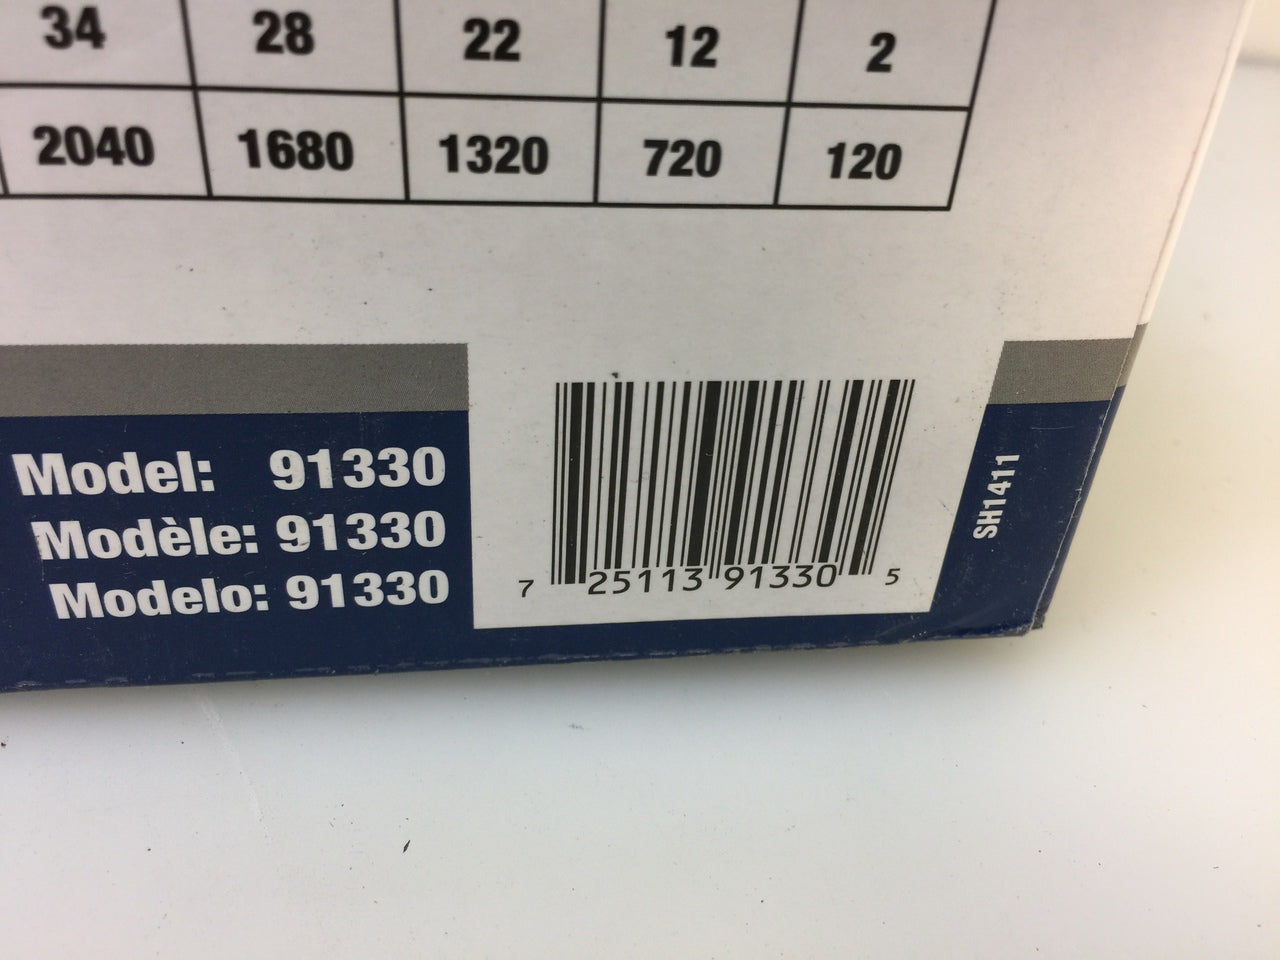 34 28 22 12 2
2040 1680 1320 720 120
Model: 91330
Modèle: 91330
Modelo: 91330
7 25113 91330 5
SH1411